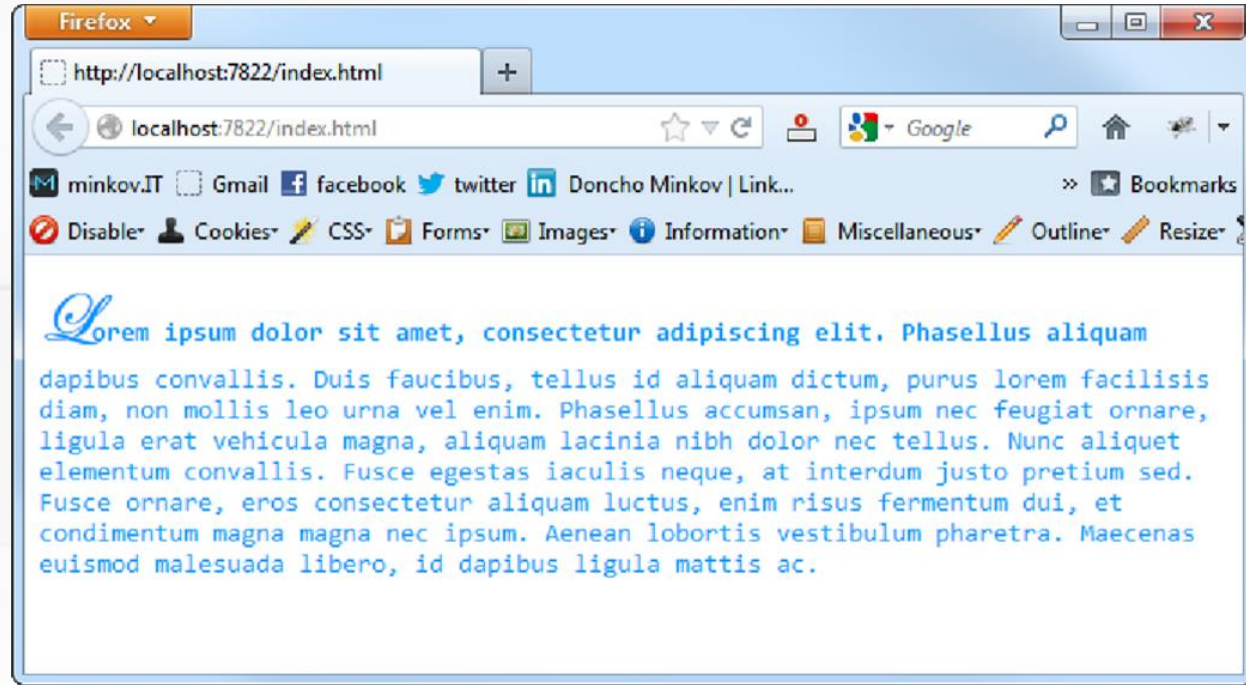 Firefox
http://localhost:7822/index.html
localhost:7822/index.html
Google
minkov.IT Gmail facebook twitter Doncho Minkov | Link... » Bookmarks
Disable Cookies CSS Forms Images Information Miscellaneous Outline Resize
Lorem ipsum dolor sit amet, consectetur adipiscing elit. Phasellus aliquam
dapibus convallis. Duis faucibus, tellus id aliquam dictum, purus lorem facilisis
diam, non mollis leo urna vel enim. Phasellus accumsan, ipsum nec feugiat ornare,
ligula erat vehicula magna, aliquam lacinia nibh dolor nec tellus. Nunc aliquet
elementum convallis. Fusce egestas iaculis neque, at interdum justo pretium sed.
Fusce ornare, eros consectetur aliquam luctus, enim risus fermentum dui, et
condimentum magna magna nec ipsum. Aenean lobortis vestibulum pharetra. Maecenas
euismod malesuada libero, id dapibus ligula mattis ac.